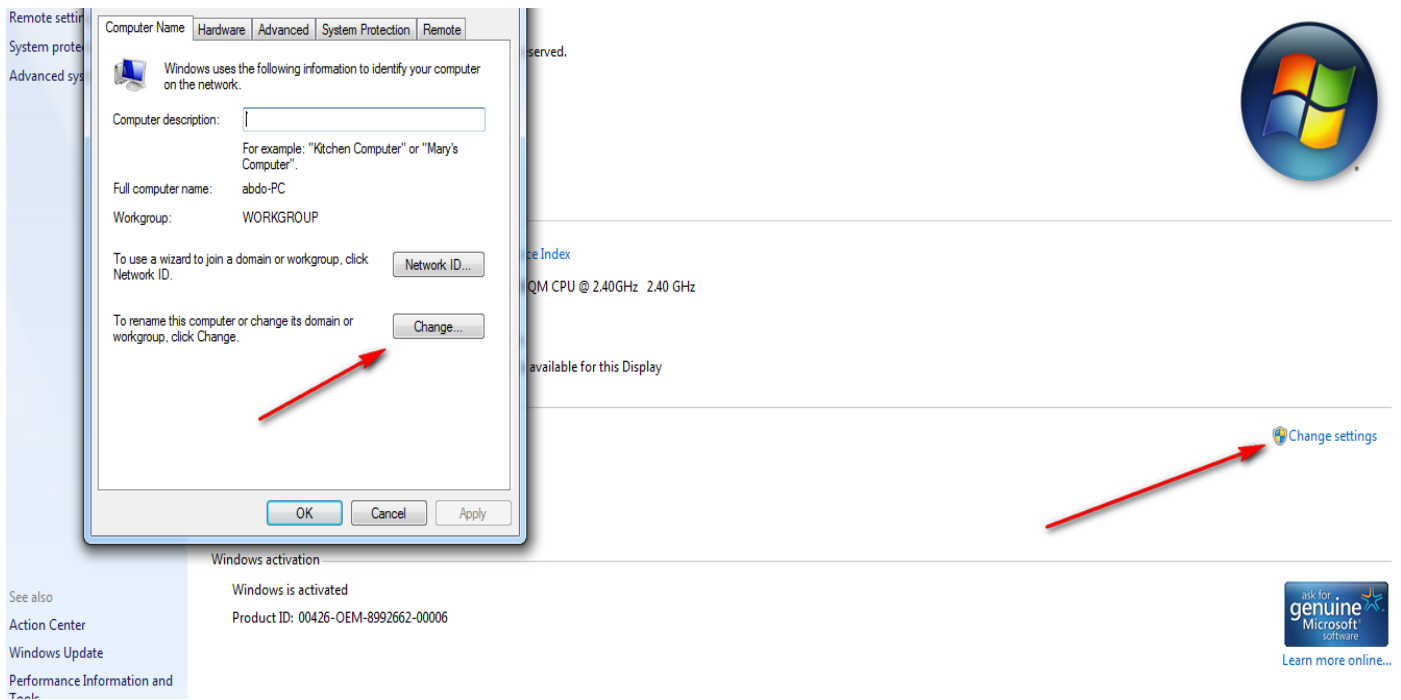 Remote settin
System prote
Advanced sys
Computer Name
Hardware
Advanced
System Protection
Remote
Windows uses the following information to identify your computer
on the network.
Computer description:
For example: "Kitchen Computer" or "Mary's
Computer".
Full computer name: abdo-PC
Workgroup: WORKGROUP
To use a wizard to join a domain or workgroup, click
Network ID.
Network ID...
To rename this computer or change its domain or
workgroup, click Change.
Change...
OK
Cancel
Apply
served.
ce Index
QM CPU @ 2.40GHz 2.40 GHz
available for this Display
Change settings
Windows activation
Windows is activated
Product ID: 00426-OEM-8992662-00006
ask for
genuine
Microsoft
software
Learn more online...
See also
Action Center
Windows Update
Performance Information and
Tools